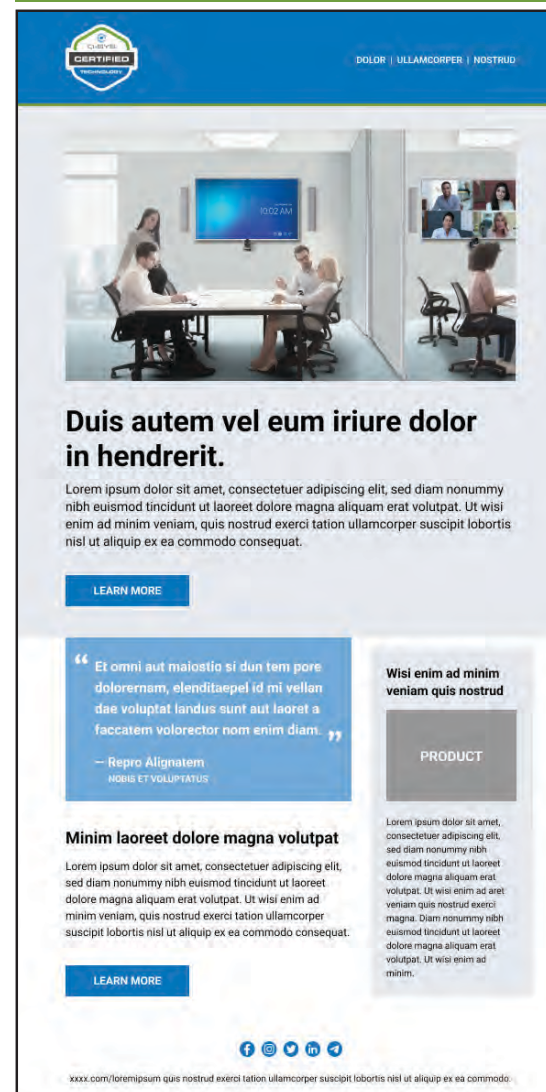 CHSYS
CERTIFIED
TECHNOLOGY
DOLOR | ULLAMCORPER | NOSTRUD
10:02 AM
Duis autem vel eum iriure dolor
in hendrerit.
Lorem ipsum dolor sit amet, consectetuer adipiscing elit, sed diam nonummy
nibh euismod tincidunt ut laoreet dolore magna aliquam erat volutpat. Ut wisi
enim ad minim veniam, quis nostrud exerci tation ullamcorper suscipit lobortis
nisl ut aliquip ex ea commodo consequat.
LEARN MORE
“ Et omni aut maiostio si dun tem pore
dolorernam, elenditaepel id mi vellan
dae voluptat landus sunt aut laoret a
faccatem volorector nom enim diam. ”
— Repro Alignatem
NOBIS ET VOLUPTATUS
Minim laoreet dolore magna volutpat
Lorem ipsum dolor sit amet, consectetuer adipiscing elit,
sed diam nonummy nibh euismod tincidunt ut laoreet
dolore magna aliquam erat volutpat. Ut wisi enim ad
minim veniam, quis nostrud exerci tation ullamcorper
suscipit lobortis nisl ut aliquip ex ea commodo consequat.
LEARN MORE
Wisi enim ad minim
veniam quis nostrud
PRODUCT
Lorem ipsum dolor sit amet,
consectetuer adipiscing elit,
sed diam nonummy nibh
euismod tincidunt ut laoreet
dolore magna aliquam erat
volutpat. Ut wisi enim ad aret
veniam quis nostrud exerci
magna. Diam nonummy nibh
euismod tincidunt ut laoreet
dolore magna aliquam erat
volutpat. Ut wisi enim ad
minim.
xxxx.com/loremipsum quis nostrud exerci tation ullamcorper suscipit lobortis nisl ut aliquip ex ea commodo.